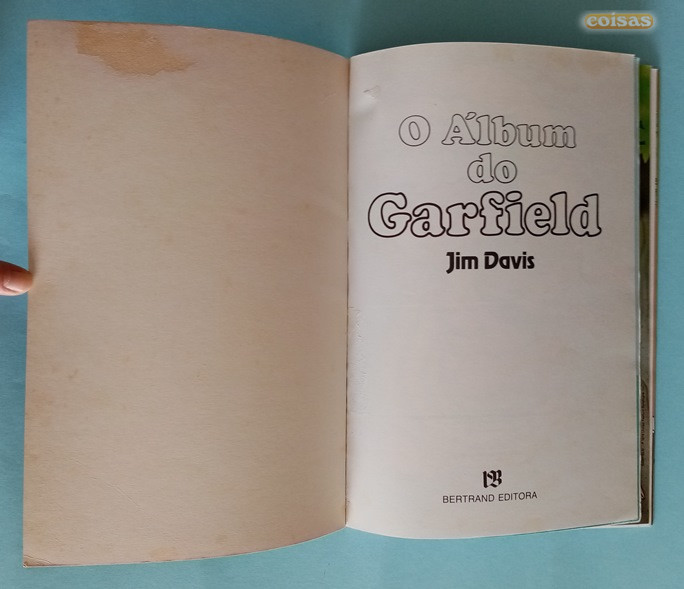 coisas
O Álbum
do
Garfield
Jim Davis
BERTRAND EDITORA